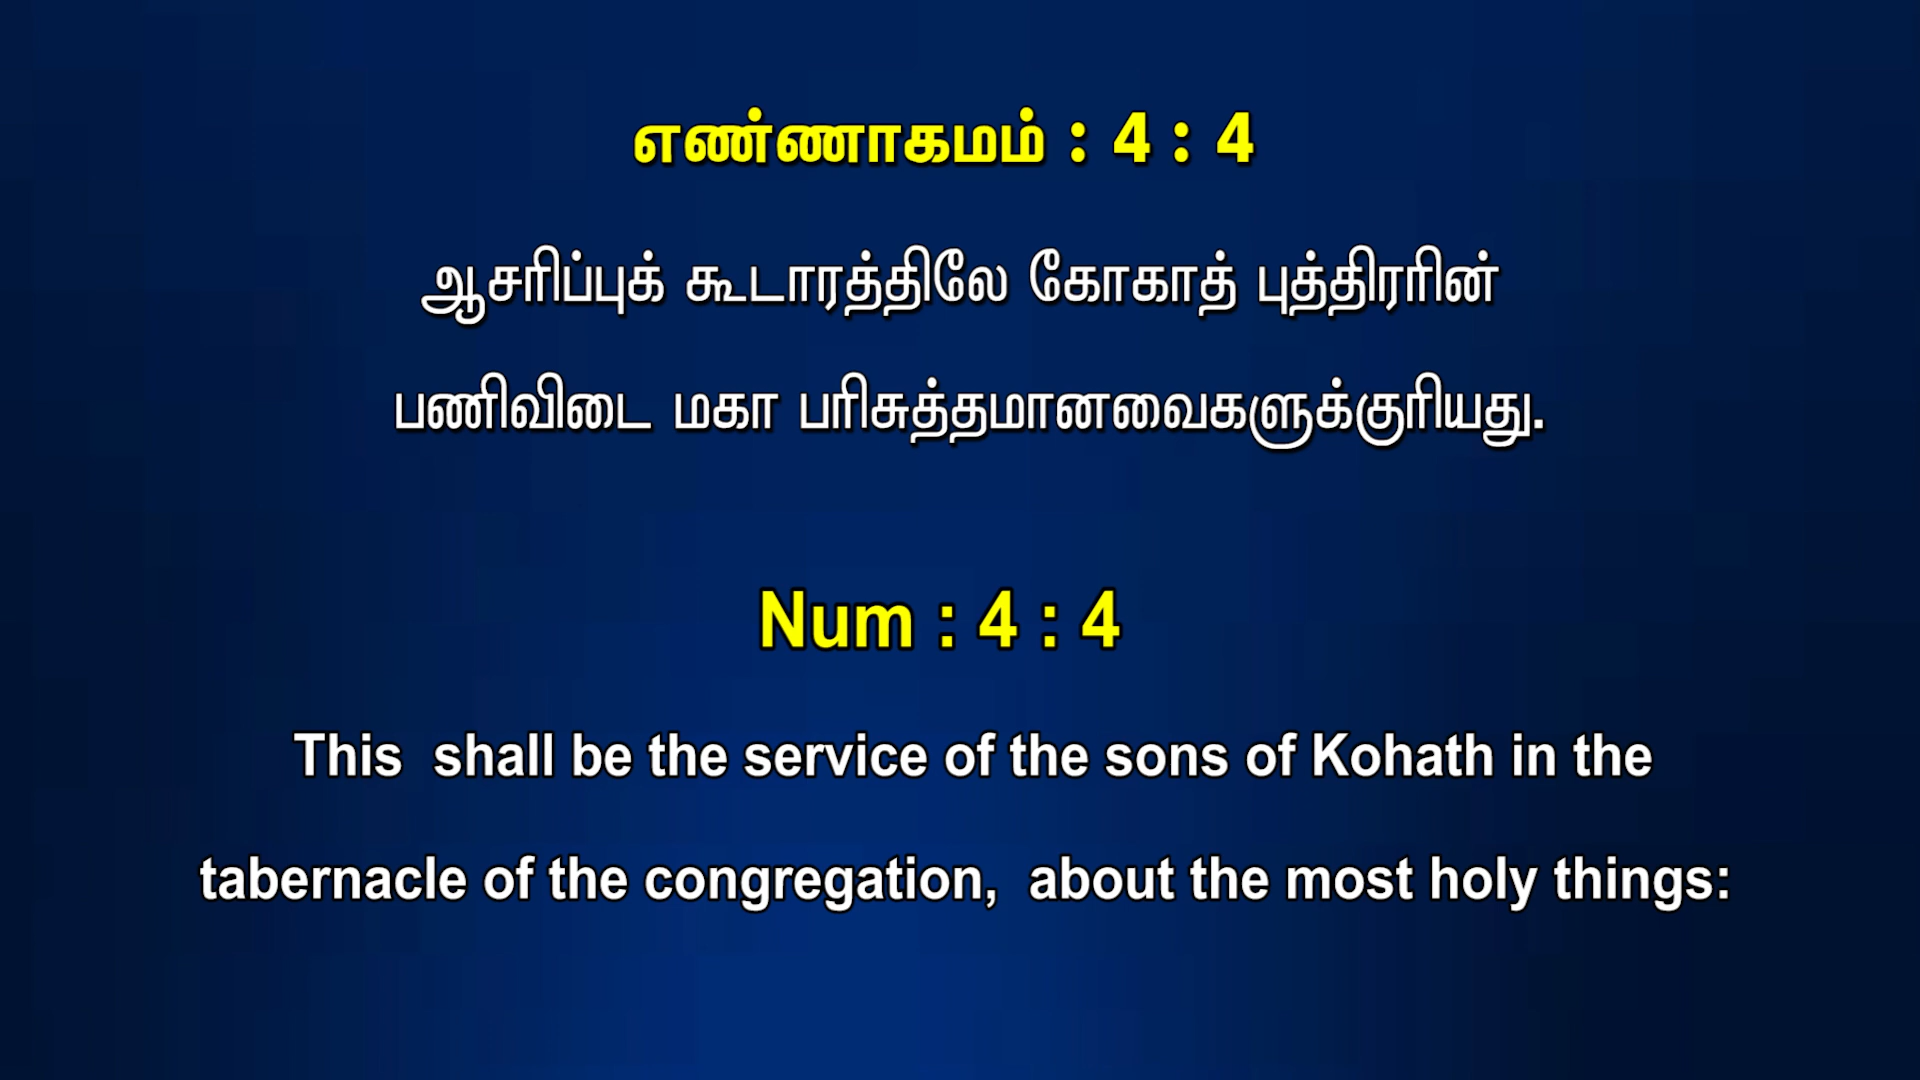 எண்ணாகமம் : 4 : 4
ஆசரிப்புக் கூடாரத்திலே கோகாத் புத்திரரின்
பணிவிடை மகா பரிசுத்தமானவைகளுக்குரியது.
Num : 4 : 4
This  shall be the service of the sons of Kohath in the
tabernacle of the congregation,  about the most holy things: